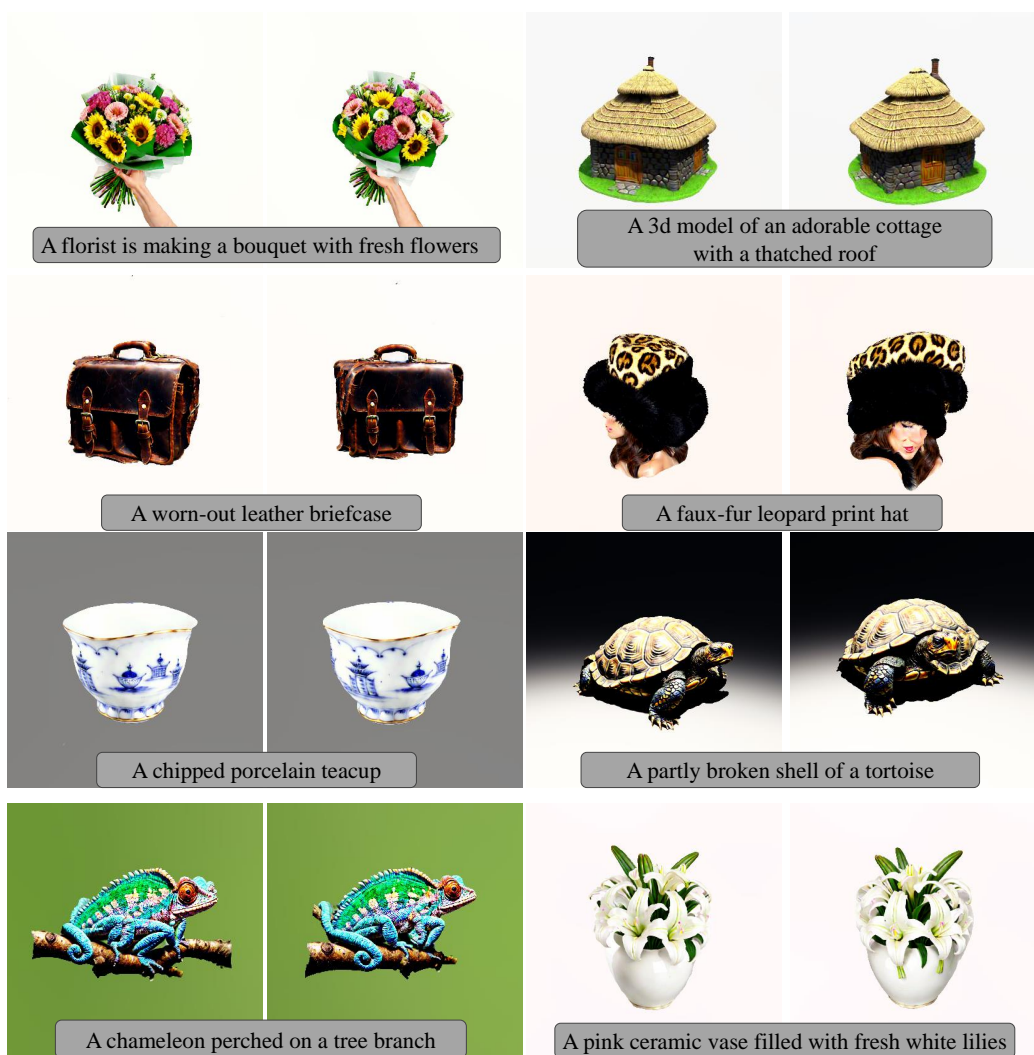 A florist is making a bouquet with fresh flowers
A 3d model of an adorable cottage
with a thatched roof
A worn-out leather briefcase
A faux-fur leopard print hat
A chipped porcelain teacup
A partly broken shell of a tortoise
A chameleon perched on a tree branch
A pink ceramic vase filled with fresh white lilies